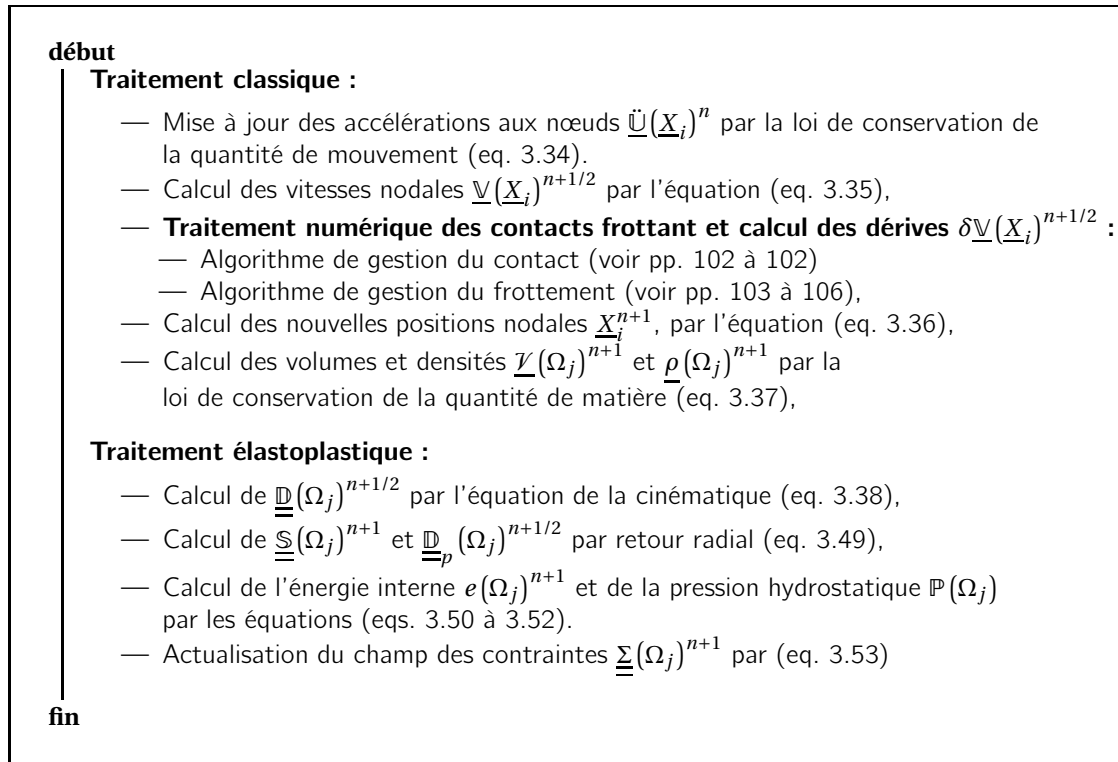 début
Traitement classique :
— Mise à jour des accélérations aux nœuds Ü(X_i)^n par la loi de conservation de
la quantité de mouvement (eq. 3.34).
— Calcul des vitesses nodales 𝕍(X_i)^{n+1/2} par l'équation (eq. 3.35),
— Traitement numérique des contacts frottant et calcul des dérives δ𝕍(X_i)^{n+1/2} :
— Algorithme de gestion du contact (voir pp. 102 à 102)
— Algorithme de gestion du frottement (voir pp. 103 à 106),
— Calcul des nouvelles positions nodales X_i^{n+1}, par l'équation (eq. 3.36),
— Calcul des volumes et densités 𝒱(Ω_j)^{n+1} et ρ(Ω_j)^{n+1} par la
loi de conservation de la quantité de matière (eq. 3.37),
Traitement élastoplastique :
— Calcul de 𝔻(Ω_j)^{n+1/2} par l'équation de la cinématique (eq. 3.38),
— Calcul de 𝕊(Ω_j)^{n+1} et 𝔻_p(Ω_j)^{n+1/2} par retour radial (eq. 3.49),
— Calcul de l'énergie interne e(Ω_j)^{n+1} et de la pression hydrostatique ℙ(Ω_j)
par les équations (eqs. 3.50 à 3.52).
— Actualisation du champ des contraintes Σ(Ω_j)^{n+1} par (eq. 3.53)
fin